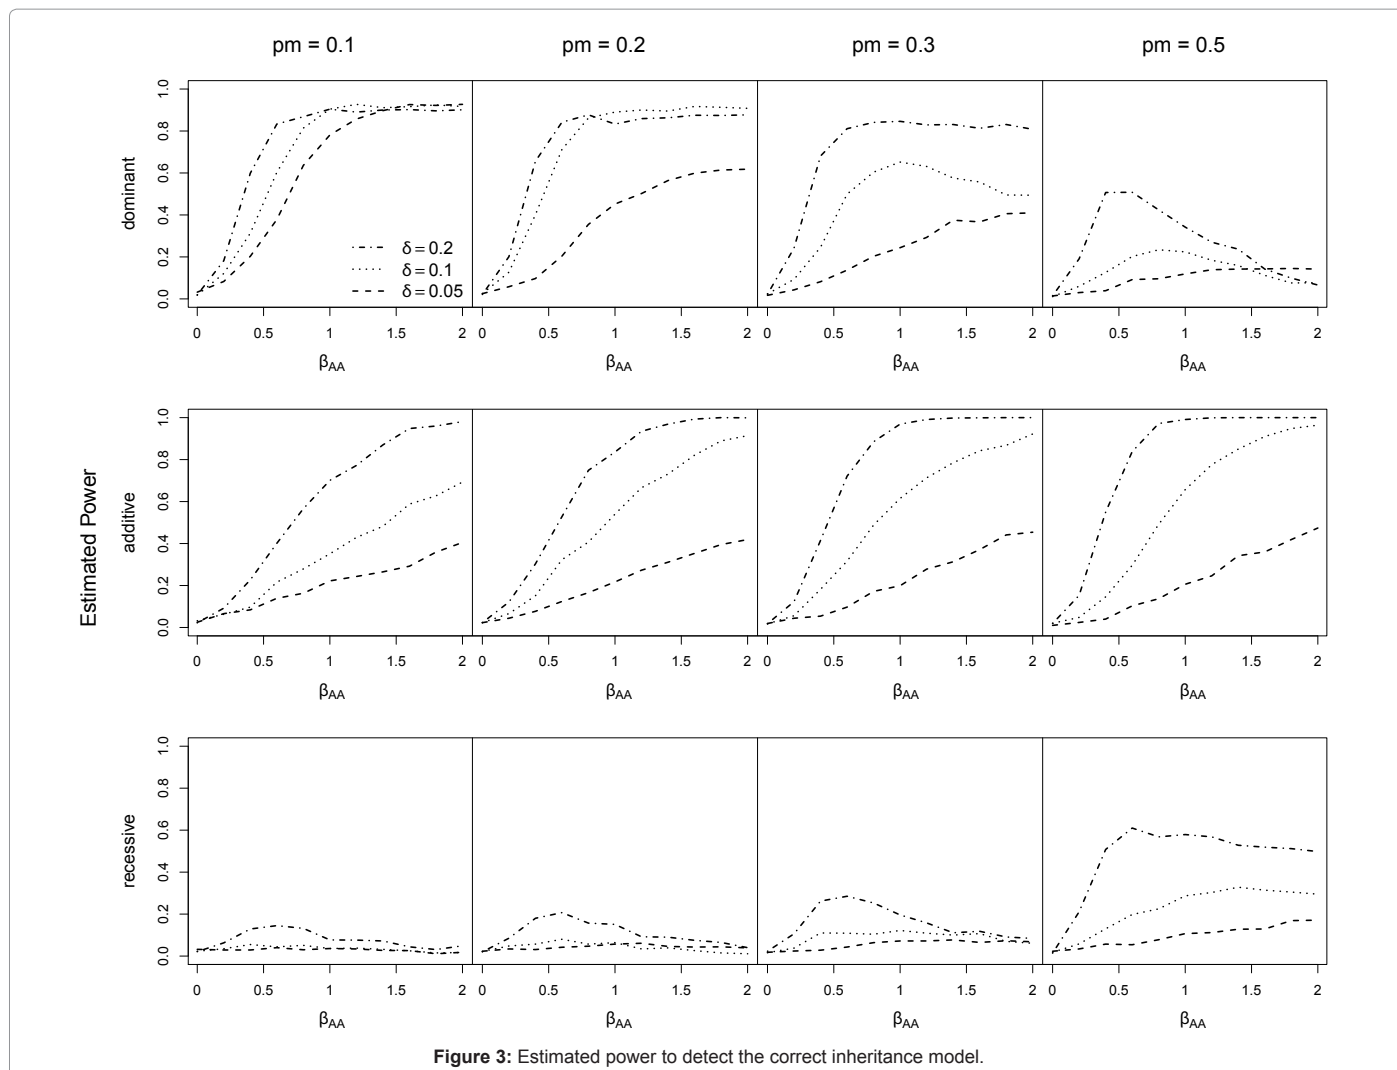 pm = 0.1 pm = 0.2 pm = 0.3 pm = 0.5
Estimated Power
dominant
0.0 0.2 0.4 0.6 0.8 1.0
δ = 0.2
δ = 0.1
δ = 0.05
0 0.5 1 1.5 2 0 0.5 1 1.5 2 0 0.5 1 1.5 2 0 0.5 1 1.5 2
βAA βAA βAA βAA
additive
0.0 0.2 0.4 0.6 0.8 1.0
0 0.5 1 1.5 2 0 0.5 1 1.5 2 0 0.5 1 1.5 2 0 0.5 1 1.5 2
βAA βAA βAA βAA
recessive
0.0 0.2 0.4 0.6 0.8 1.0
0 0.5 1 1.5 2 0 0.5 1 1.5 2 0 0.5 1 1.5 2 0 0.5 1 1.5 2
βAA βAA βAA βAA
Figure 3: Estimated power to detect the correct inheritance model.